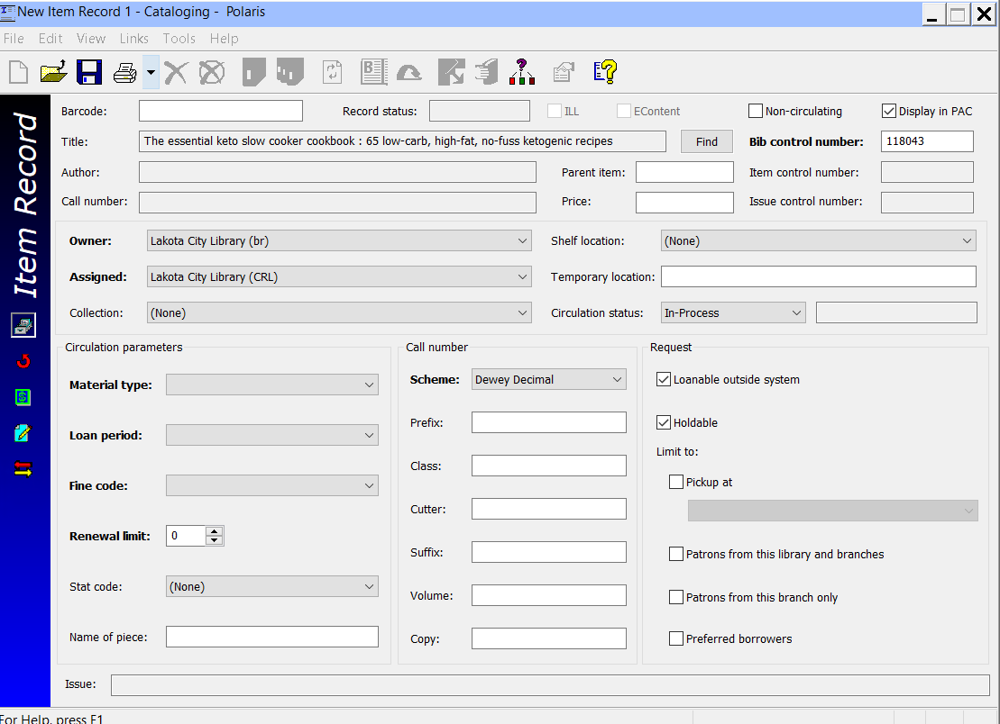 New Item Record 1 - Cataloging - Polaris
File Edit View Links Tools Help
Item Record
Barcode: Record status: ILL EContent Non-circulating Display in PAC
Title: The essential keto slow cooker cookbook : 65 low-carb, high-fat, no-fuss ketogenic recipes Find Bib control number: 118043
Author: Parent item: Item control number:
Call number: Price: Issue control number:
Owner: Lakota City Library (br) Shelf location: (None)
Assigned: Lakota City Library (CRL) Temporary location:
Collection: (None) Circulation status: In-Process
Circulation parameters
Material type:
Loan period:
Fine code:
Renewal limit: 0
Stat code: (None)
Name of piece:
Call number
Scheme: Dewey Decimal
Prefix:
Class:
Cutter:
Suffix:
Volume:
Copy:
Request
Loanable outside system
Holdable
Limit to:
Pickup at
Patrons from this library and branches
Patrons from this branch only
Preferred borrowers
Issue:
For Help, press F1